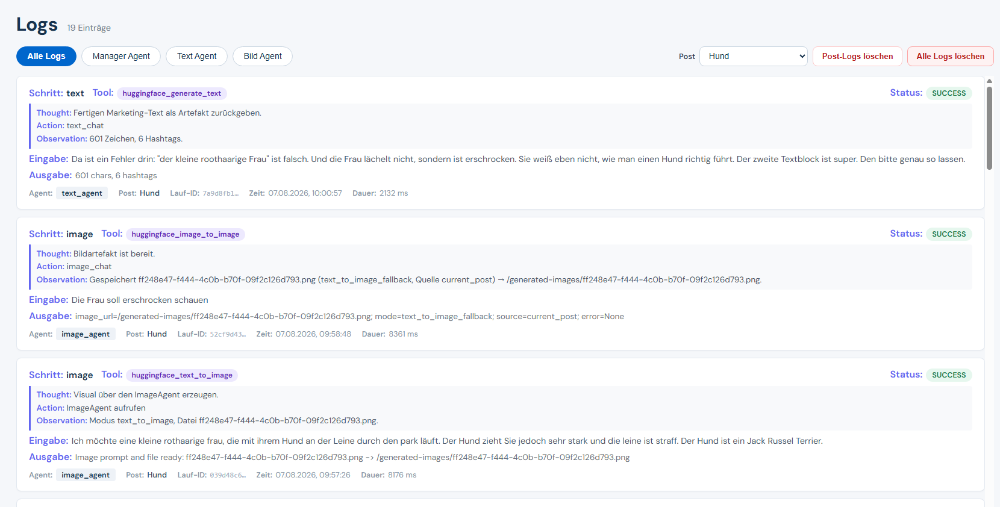 Logs 19 Einträge
Alle Logs Manager Agent Text Agent Bild Agent Post Hund Post-Logs löschen Alle Logs löschen
Schritt: text Tool: huggingface_generate_text Status: SUCCESS
Thought: Fertigen Marketing-Text als Artefakt zurückgeben.
Action: text_chat
Observation: 601 Zeichen, 6 Hashtags.
Eingabe: Da ist ein Fehler drin: "der kleine roothaarige Frau" ist falsch. Und die Frau lächelt nicht, sondern ist erschrocken. Sie weiß eben nicht, wie man einen Hund richtig führt. Der zweite Textblock ist super. Den bitte genau so lassen.
Ausgabe: 601 chars, 6 hashtags
Agent: text_agent Post: Hund Lauf-ID: 7a9d8fb1… Zeit: 07.08.2026, 10:00:57 Dauer: 2132 ms
Schritt: image Tool: huggingface_image_to_image Status: SUCCESS
Thought: Bildartefakt ist bereit.
Action: image_chat
Observation: Gespeichert ff248e47-f444-4c0b-b70f-09f2c126d793.png (text_to_image_fallback, Quelle current_post) → /generated-images/ff248e47-f444-4c0b-b70f-09f2c126d793.png.
Eingabe: Die Frau soll erschrocken schauen
Ausgabe: image_url=/generated-images/ff248e47-f444-4c0b-b70f-09f2c126d793.png; mode=text_to_image_fallback; source=current_post; error=None
Agent: image_agent Post: Hund Lauf-ID: 52cf9d43… Zeit: 07.08.2026, 09:58:48 Dauer: 8361 ms
Schritt: image Tool: huggingface_text_to_image Status: SUCCESS
Thought: Visual über den ImageAgent erzeugen.
Action: ImageAgent aufrufen
Observation: Modus text_to_image, Datei ff248e47-f444-4c0b-b70f-09f2c126d793.png.
Eingabe: Ich möchte eine kleine rothaarige frau, die mit ihrem Hund an der Leine durch den park läuft. Der Hund zieht Sie jedoch sehr stark und die leine ist straff. Der Hund ist ein Jack Russel Terrier.
Ausgabe: Image prompt and file ready: ff248e47-f444-4c0b-b70f-09f2c126d793.png -> /generated-images/ff248e47-f444-4c0b-b70f-09f2c126d793.png
Agent: image_agent Post: Hund Lauf-ID: 039d48c6… Zeit: 07.08.2026, 09:57:26 Dauer: 8176 ms